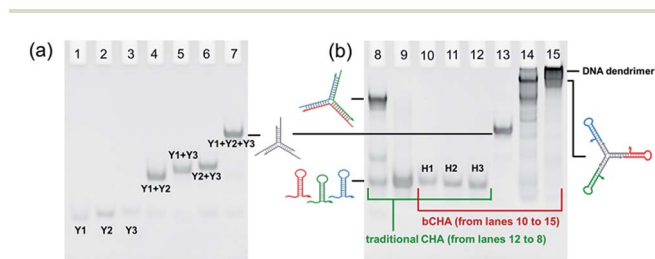 (a)
1 2 3 4 5 6 7
Y1+Y2+Y3
Y1+Y3
Y1+Y2
Y2+Y3
Y1 Y2 Y3
(b)
8 9 10 11 12 13 14 15
DNA dendrimer
H1 H2 H3
bCHA (from lanes 10 to 15)
traditional CHA (from lanes 12 to 8)